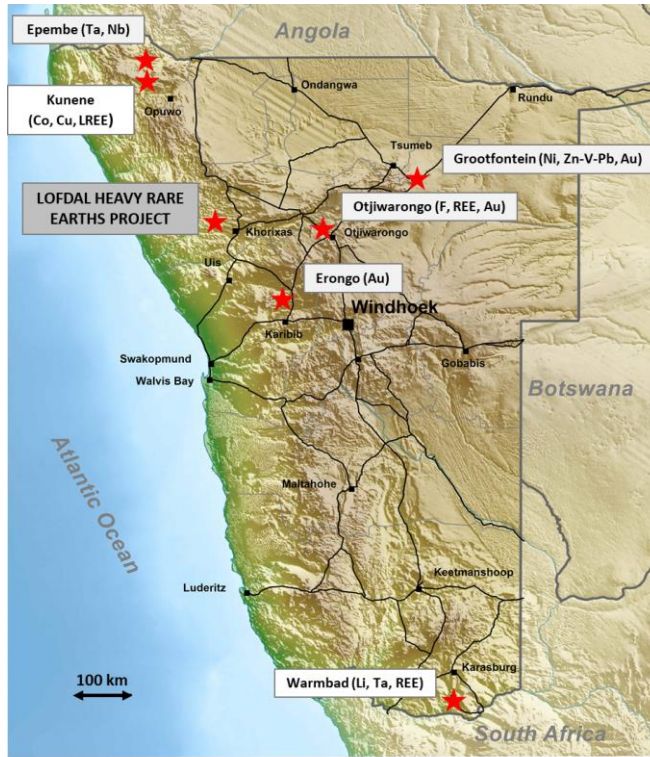 Epembe (Ta, Nb)
Angola
Kunene
(Co, Cu, LREE)
Opuwo
Ondangwa
Rundu
Tsumeb
Grootfontein (Ni, Zn-V-Pb, Au)
LOFDAL HEAVY RARE
EARTHS PROJECT
Otjiwarongo (F, REE, Au)
Khorixas
Otjiwarongo
Uis
Erongo (Au)
Windhoek
Karibib
Swakopmund
Walvis Bay
Gobabis
Botswana
Atlantic Ocean
Maltahohe
Keetmanshoop
Luderitz
Karasburg
Warmbad (Li, Ta, REE)
100 km
South Africa